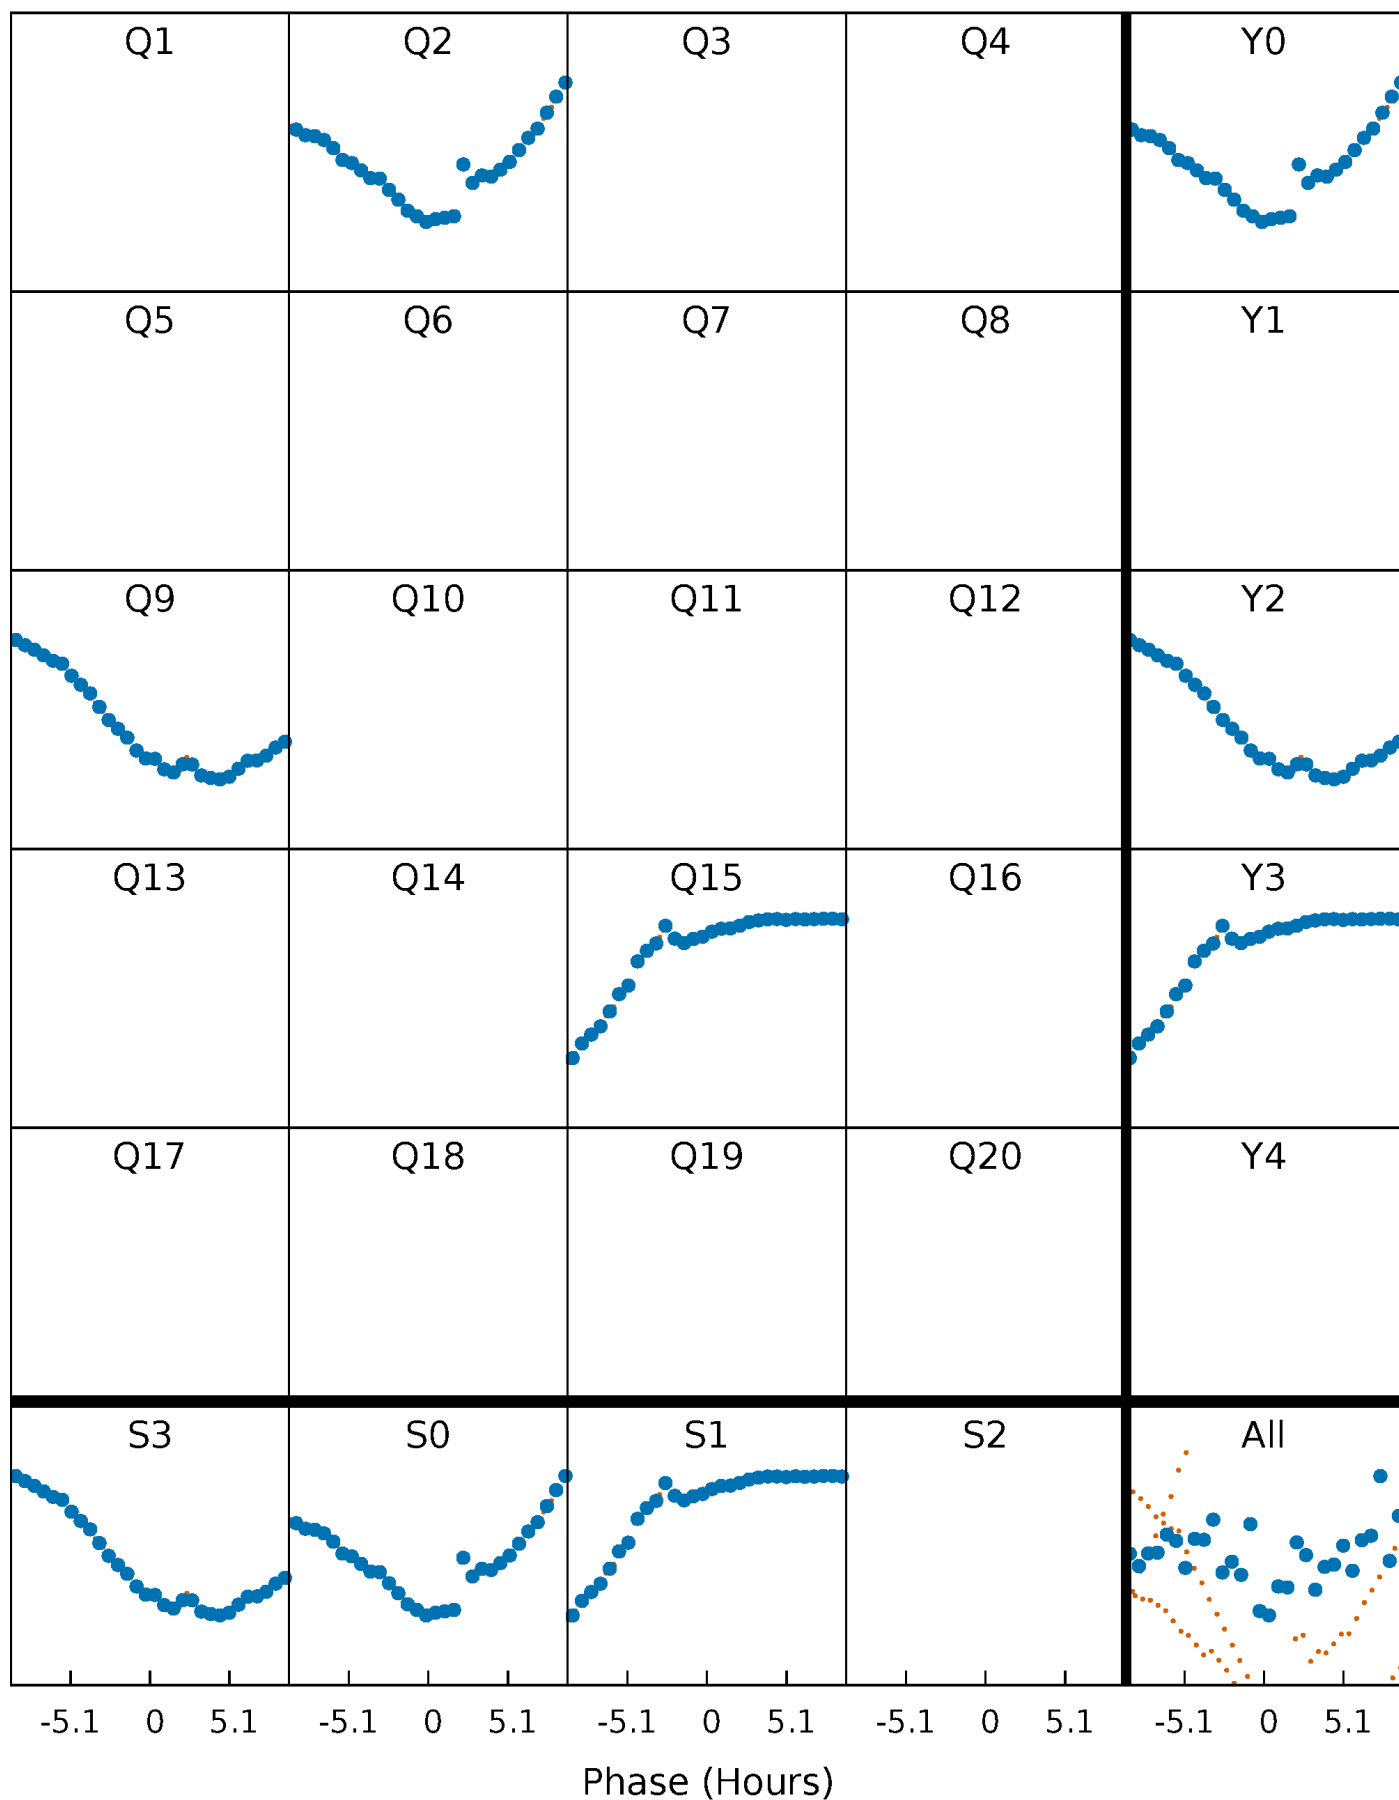 Q1 Q2 Q3 Q4 Y0
Q5 Q6 Q7 Q8 Y1
Q9 Q10 Q11 Q12 Y2
Q13 Q14 Q15 Q16 Y3
Q17 Q18 Q19 Q20 Y4
S3 S0 S1 S2 All
-5.1 0 5.1 -5.1 0 5.1 -5.1 0 5.1 -5.1 0 5.1 -5.1 0 5.1
Phase (Hours)